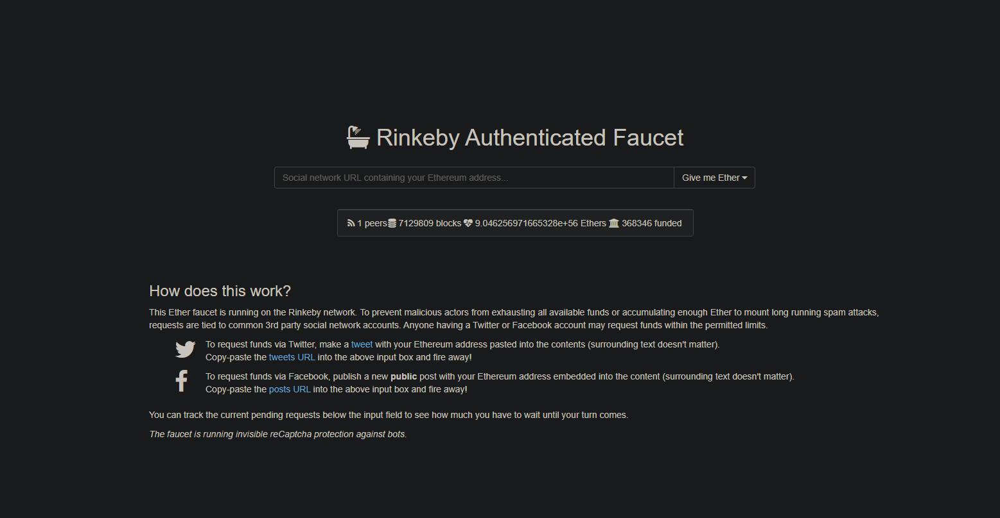 Rinkeby Authenticated Faucet
Social network URL containing your Ethereum address...
Give me Ether
1 peers 7129809 blocks 9.046256971665328e+56 Ethers 368346 funded
How does this work?
This Ether faucet is running on the Rinkeby network. To prevent malicious actors from exhausting all available funds or accumulating enough Ether to mount long running spam attacks,
requests are tied to common 3rd party social network accounts. Anyone having a Twitter or Facebook account may request funds within the permitted limits.
To request funds via Twitter, make a tweet with your Ethereum address pasted into the contents (surrounding text doesn't matter).
Copy-paste the tweets URL into the above input box and fire away!
To request funds via Facebook, publish a new public post with your Ethereum address embedded into the content (surrounding text doesn't matter).
Copy-paste the posts URL into the above input box and fire away!
You can track the current pending requests below the input field to see how much you have to wait until your turn comes.
The faucet is running invisible reCaptcha protection against bots.